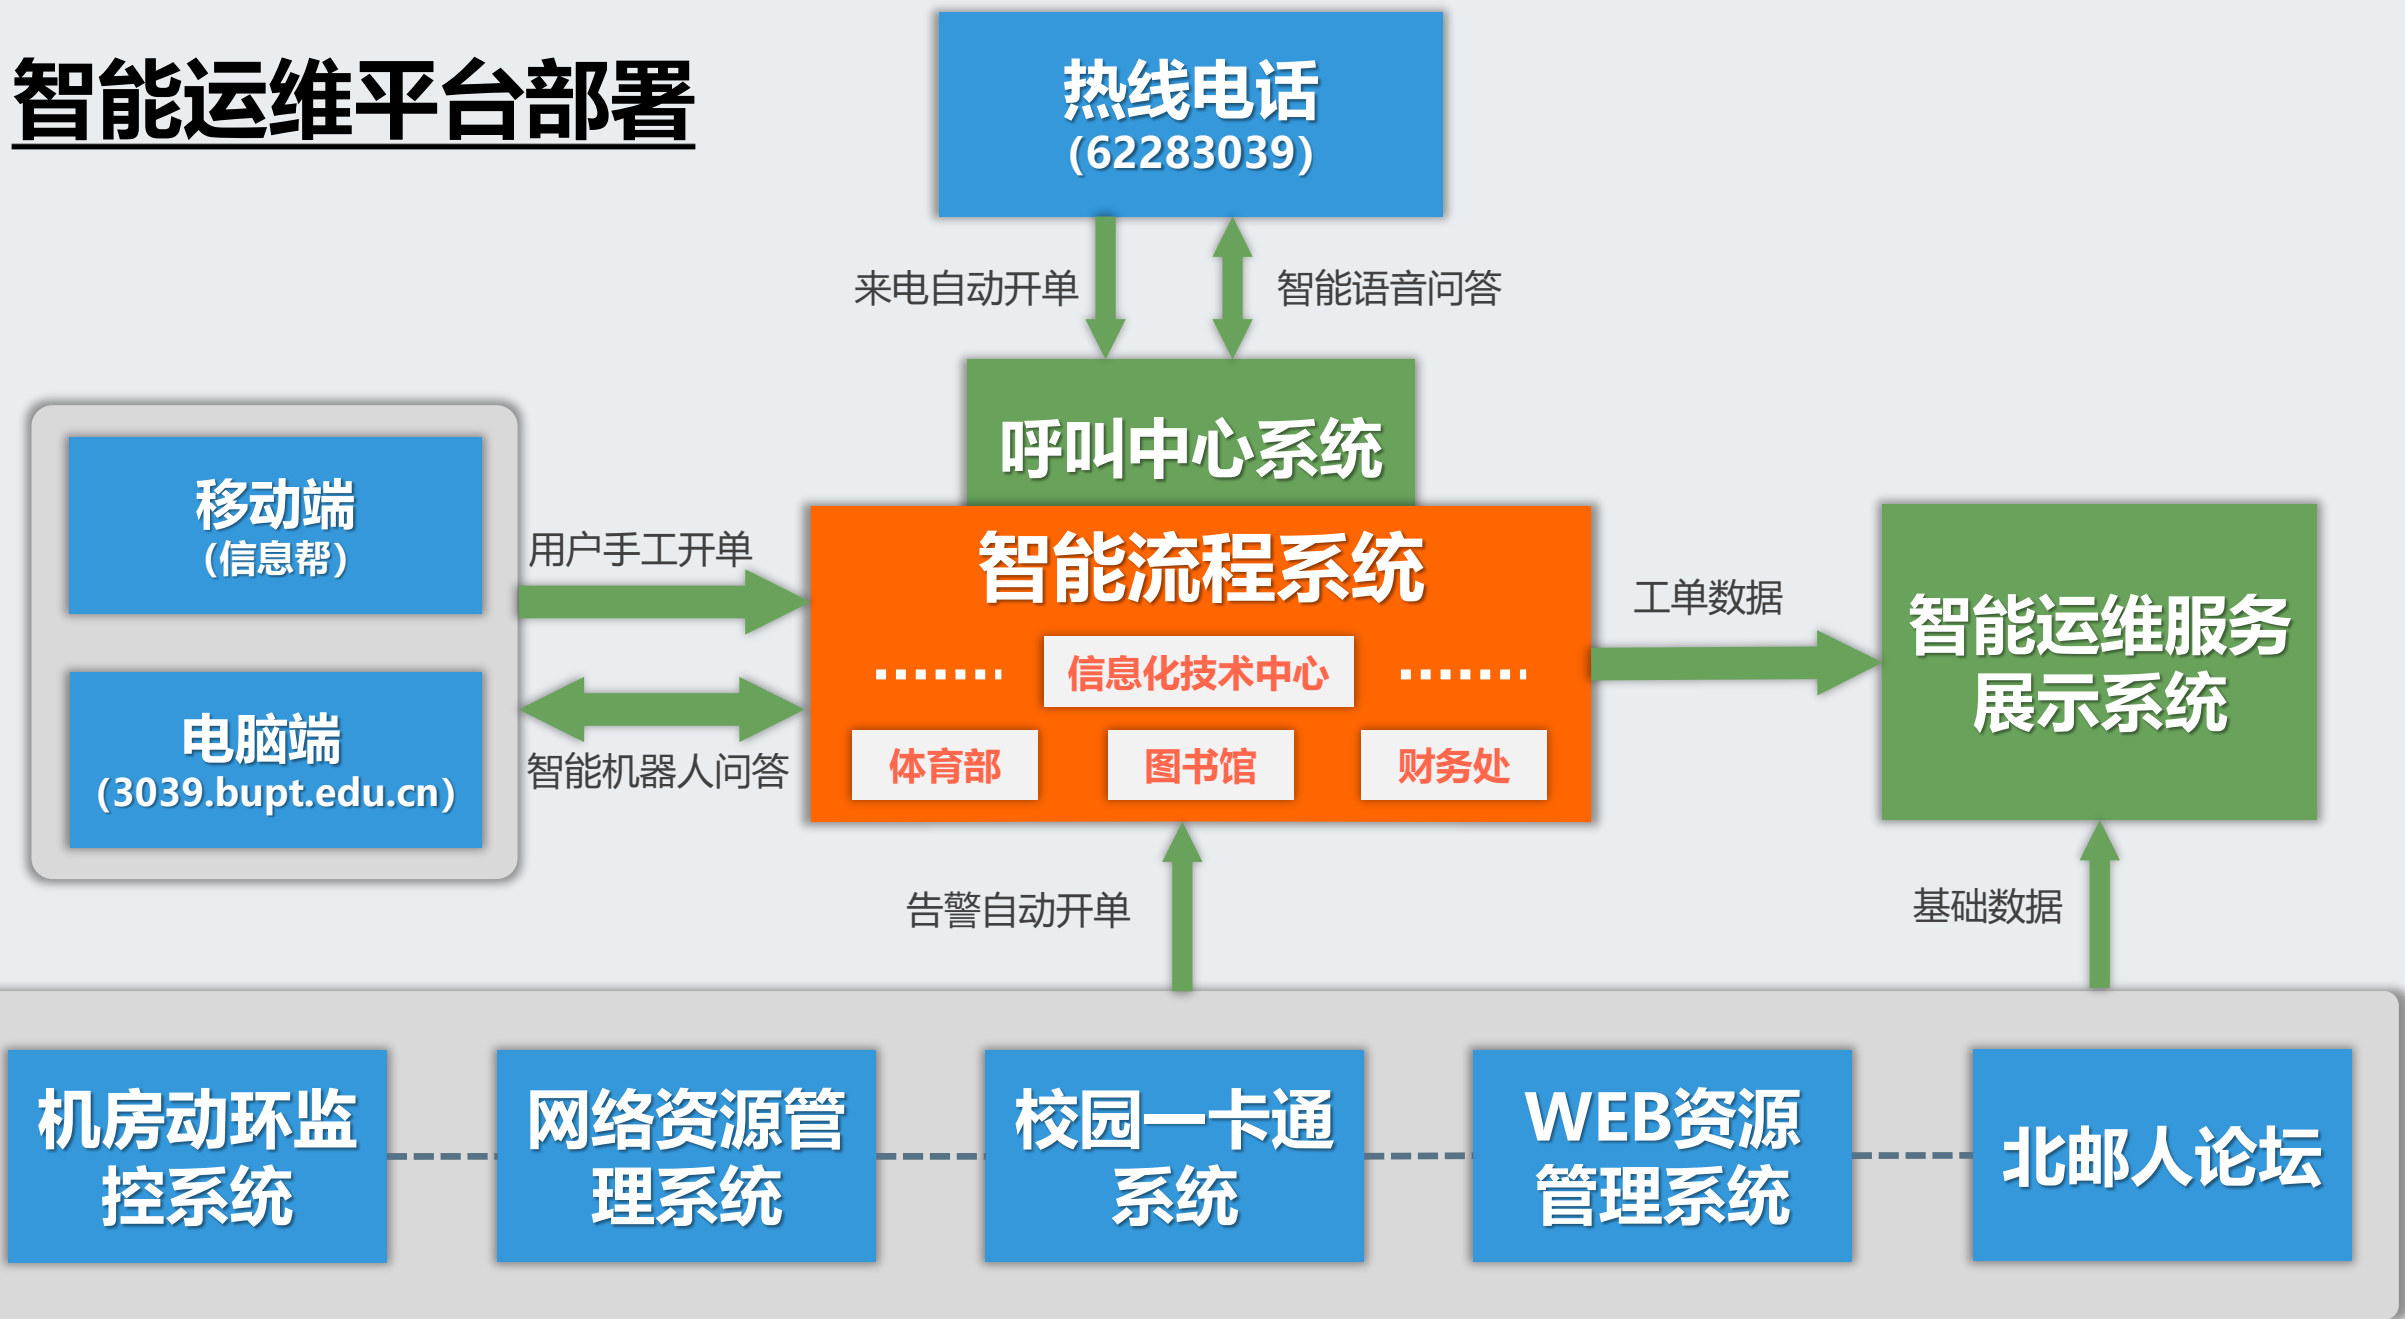 智能运维平台部署
热线电话
（62283039）
来电自动开单
智能语音问答
呼叫中心系统
移动端
（信息帮）
电脑端
（3039.bupt.edu.cn）
用户手工开单
智能机器人问答
智能流程系统
信息化技术中心
体育部
图书馆
财务处
工单数据
智能运维服务
展示系统
告警自动开单
基础数据
机房动环监
控系统
网络资源管
理系统
校园一卡通
系统
WEB资源
管理系统
北邮人论坛